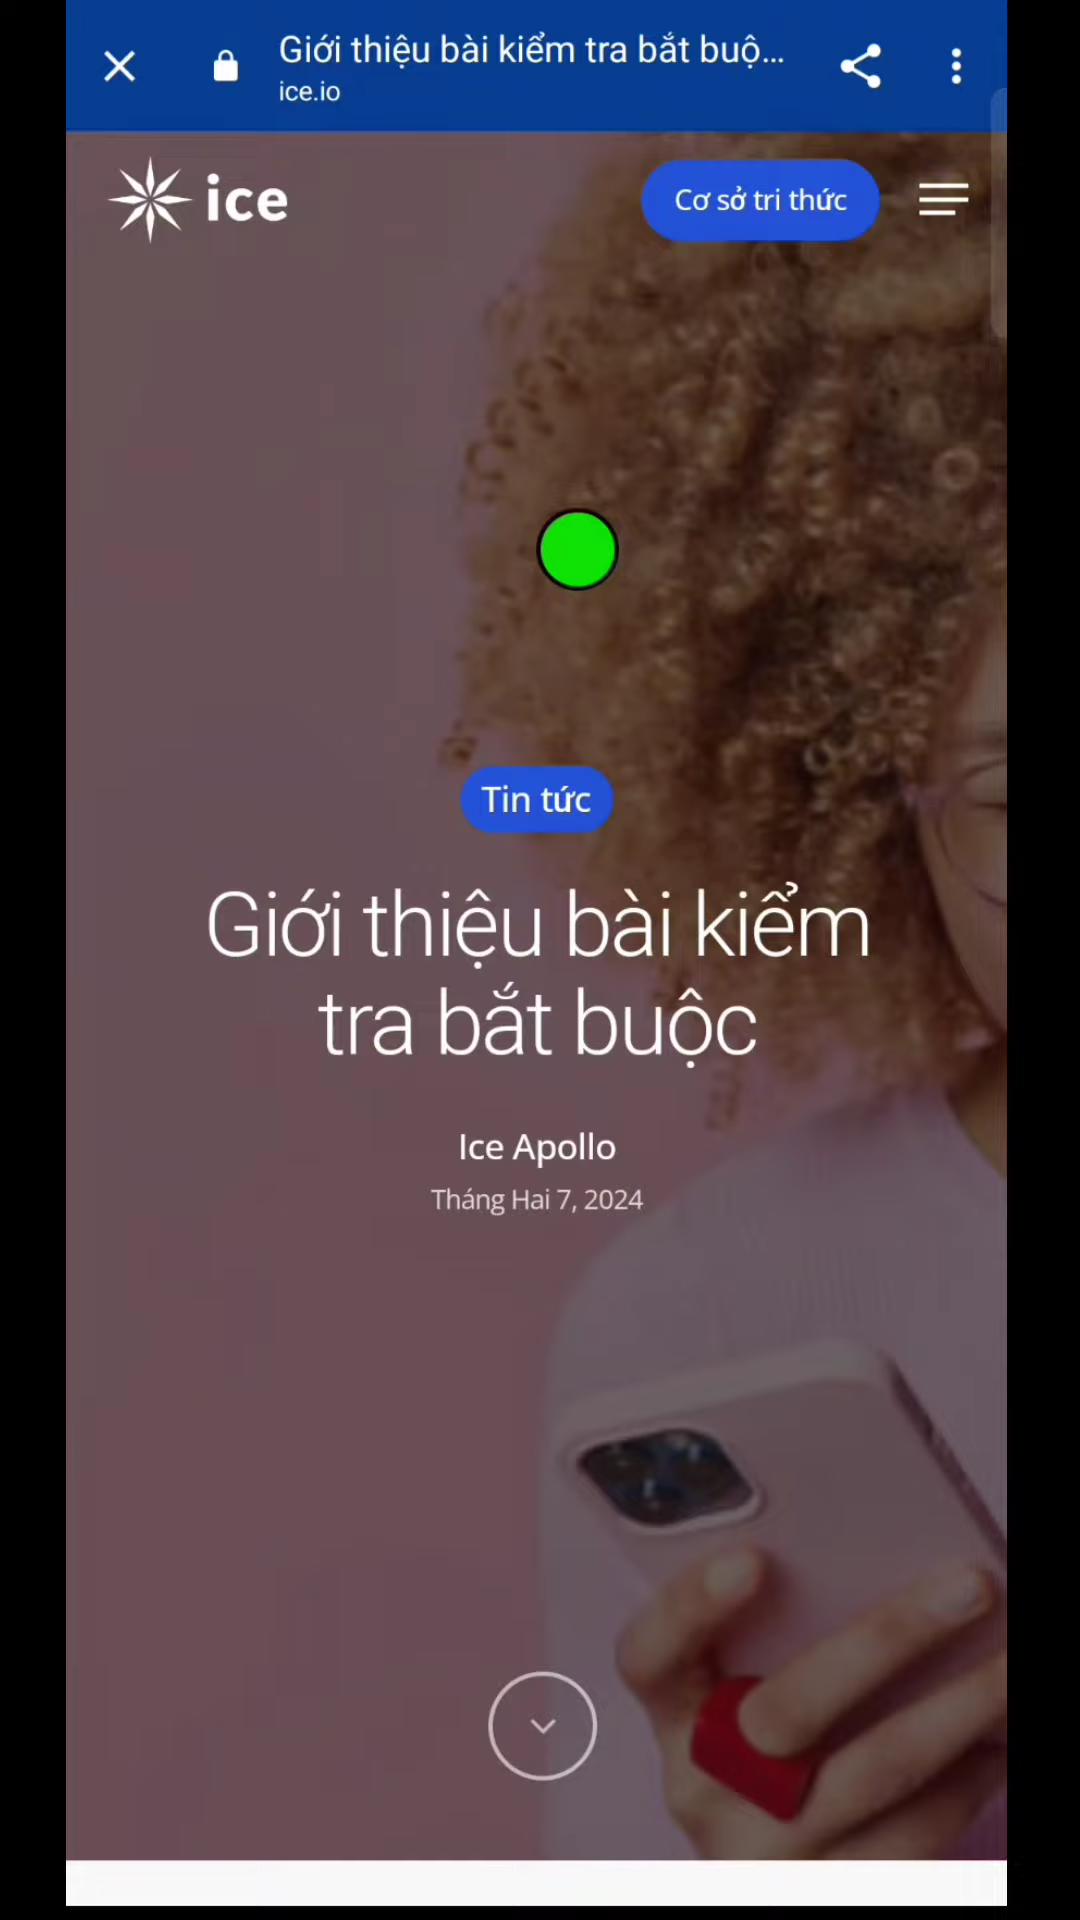 Giới thiệu bài kiểm tra bắt buộ...
ice.io
ice
Cơ sở tri thức
Tin tức
Giới thiệu bài kiểm
tra bắt buộc
Ice Apollo
Tháng Hai 7, 2024